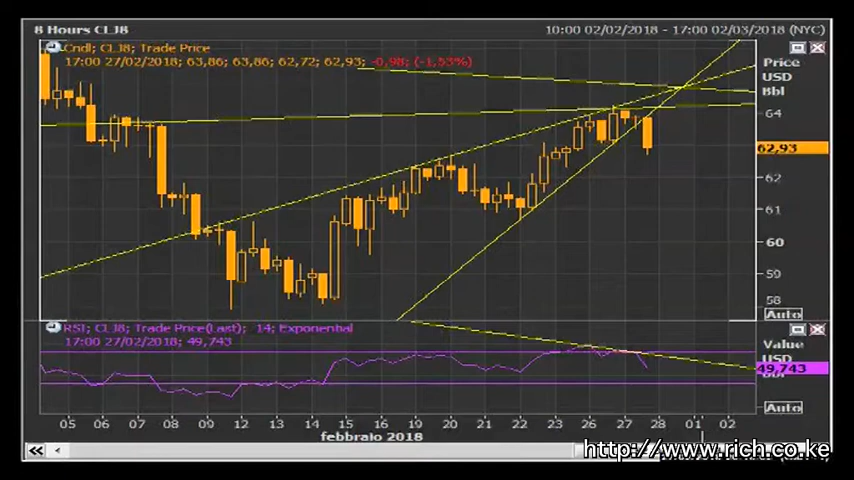 8 Hours CLJ8
10:00 02/02/2018 - 17:00 02/03/2018 (NYC)
Cndl; CLJ8; Trade Price
17:00 27/02/2018; 63,86; 63,86; 62,72; 62,93; -0,98; (-1,53%)
Price
USD
Bbl
64
62,93
62
61
60
59
58
Auto
RSI; CLJ8; Trade Price(Last); 14; Exponential
17:00 27/02/2018; 49,743
Value
USD
49,743
Auto
05 06 07 08 09 12 13 14 15 16 19 20 21 22 23 26 27 28 01 02
febbraio 2018
http://www.rich.co.ke